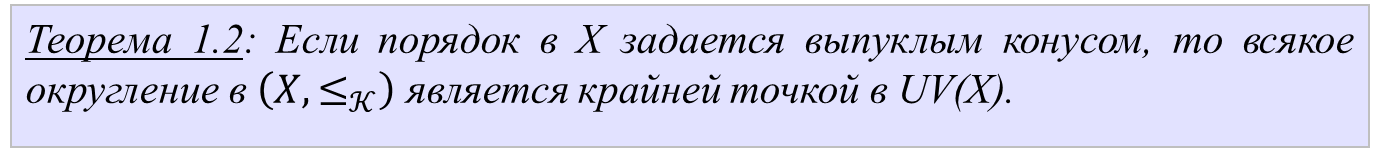 Теорема 1.2: Если порядок в X задается выпуклым конусом, то всякое
округление в (X, ≤𝒦) является крайней точкой в UV(X).